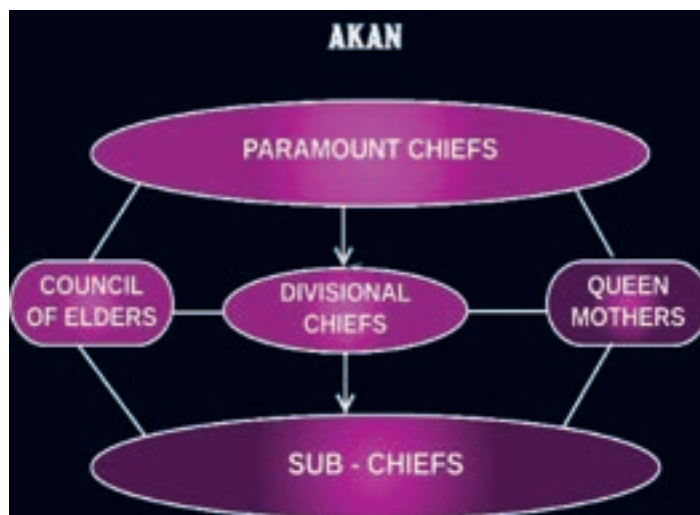 AKAN
PARAMOUNT CHIEFS
COUNCIL
OF ELDERS
DIVISIONAL
CHIEFS
QUEEN
MOTHERS
SUB - CHIEFS